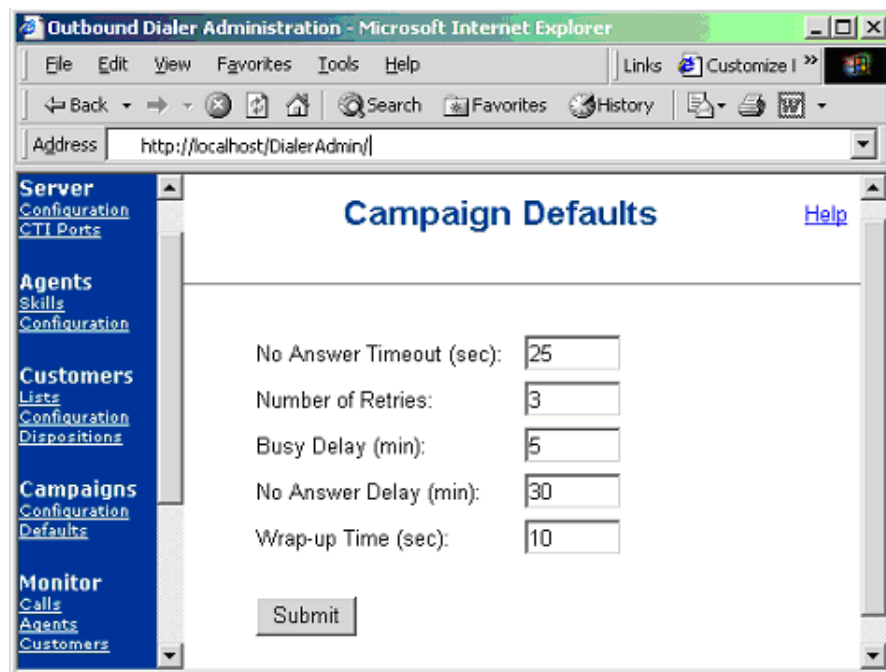 Outbound Dialer Administration - Microsoft Internet Explorer
File Edit View Favorites Tools Help
Links Customize l »
Back Search Favorites History
Address http://localhost/DialerAdmin/
Server
Configuration
CTI Ports
Agents
Skills
Configuration
Customers
Lists
Configuration
Dispositions
Campaigns
Configuration
Defaults
Monitor
Calls
Agents
Customers
Campaign Defaults
Help
No Answer Timeout (sec): 25
Number of Retries: 3
Busy Delay (min): 5
No Answer Delay (min): 30
Wrap-up Time (sec): 10
Submit